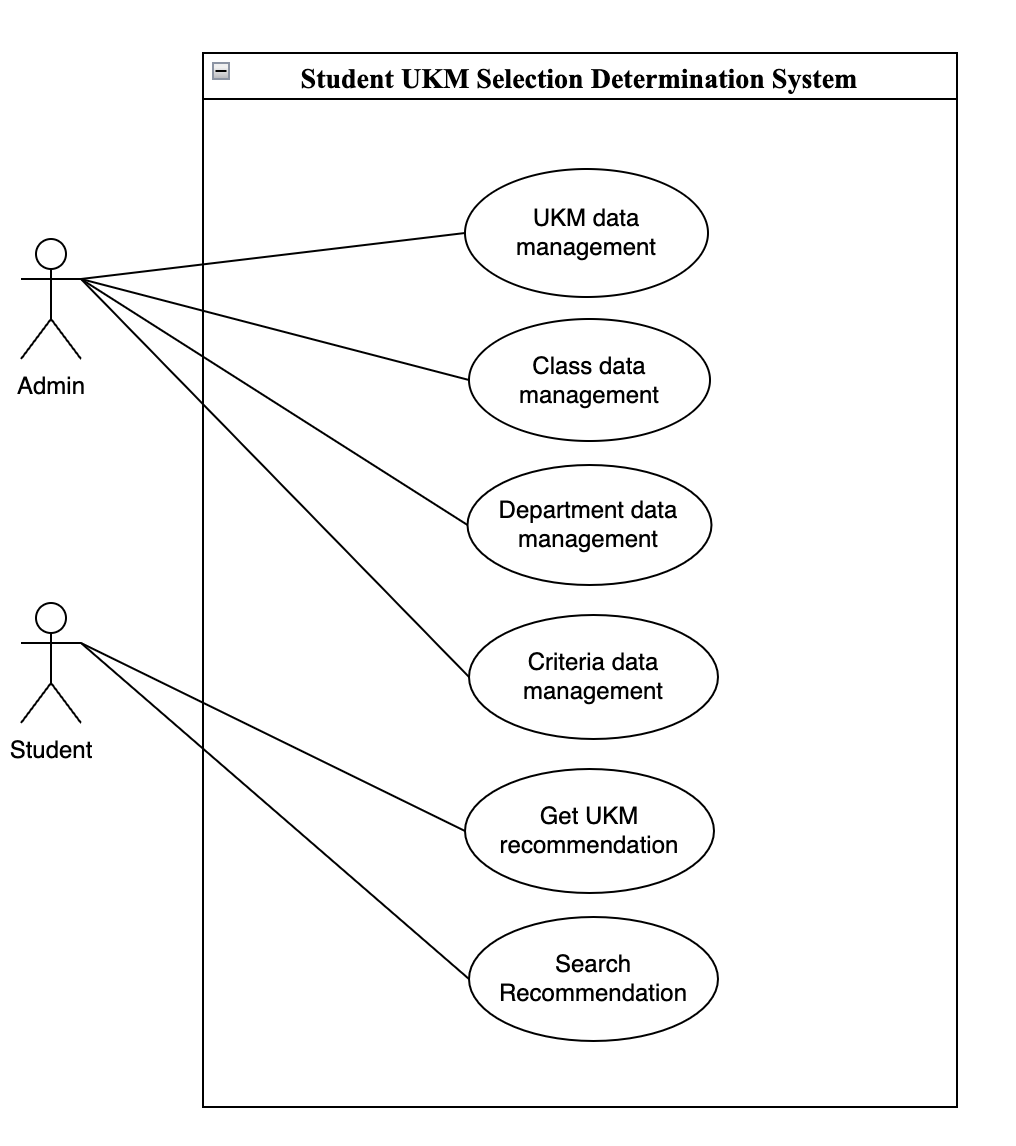 Student UKM Selection Determination System
UKM data
management
Admin
Class data
management
Department data
management
Criteria data
management
Student
Get UKM
recommendation
Search
Recommendation